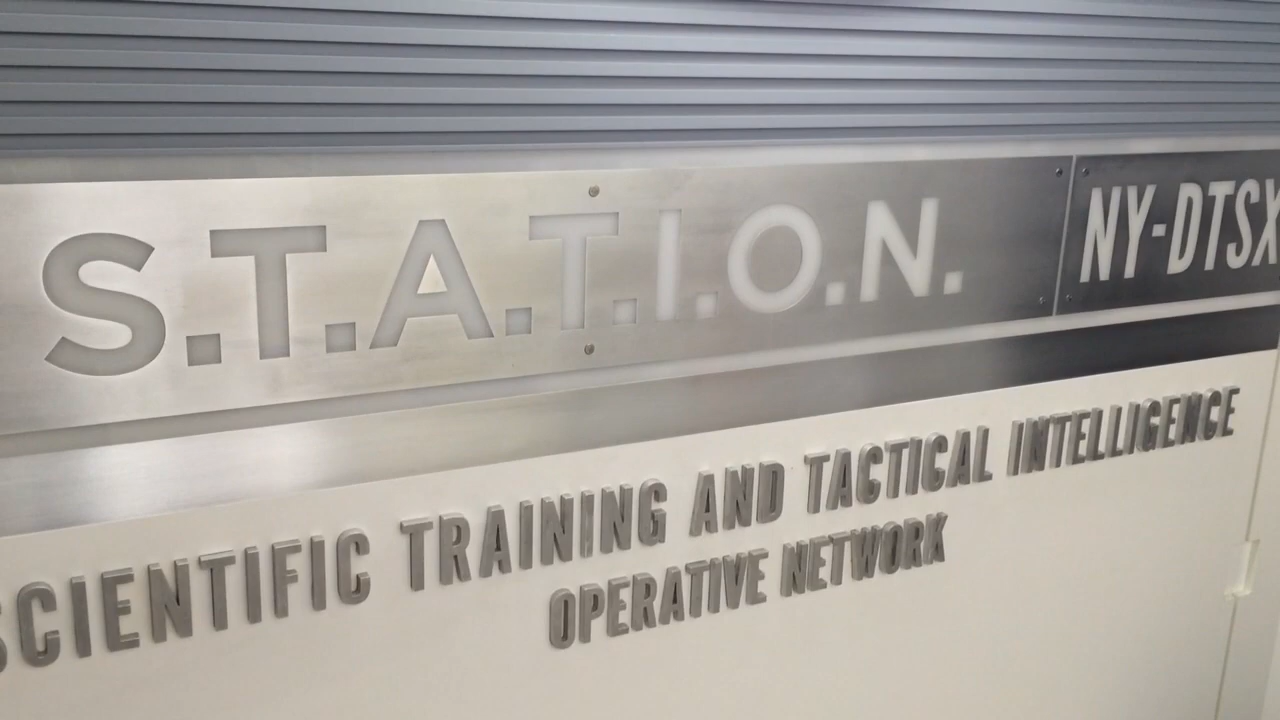 S.T.A.T.I.O.N. NY-DTSX
SCIENTIFIC TRAINING AND TACTICAL INTELLIGENCE
OPERATIVE NETWORK